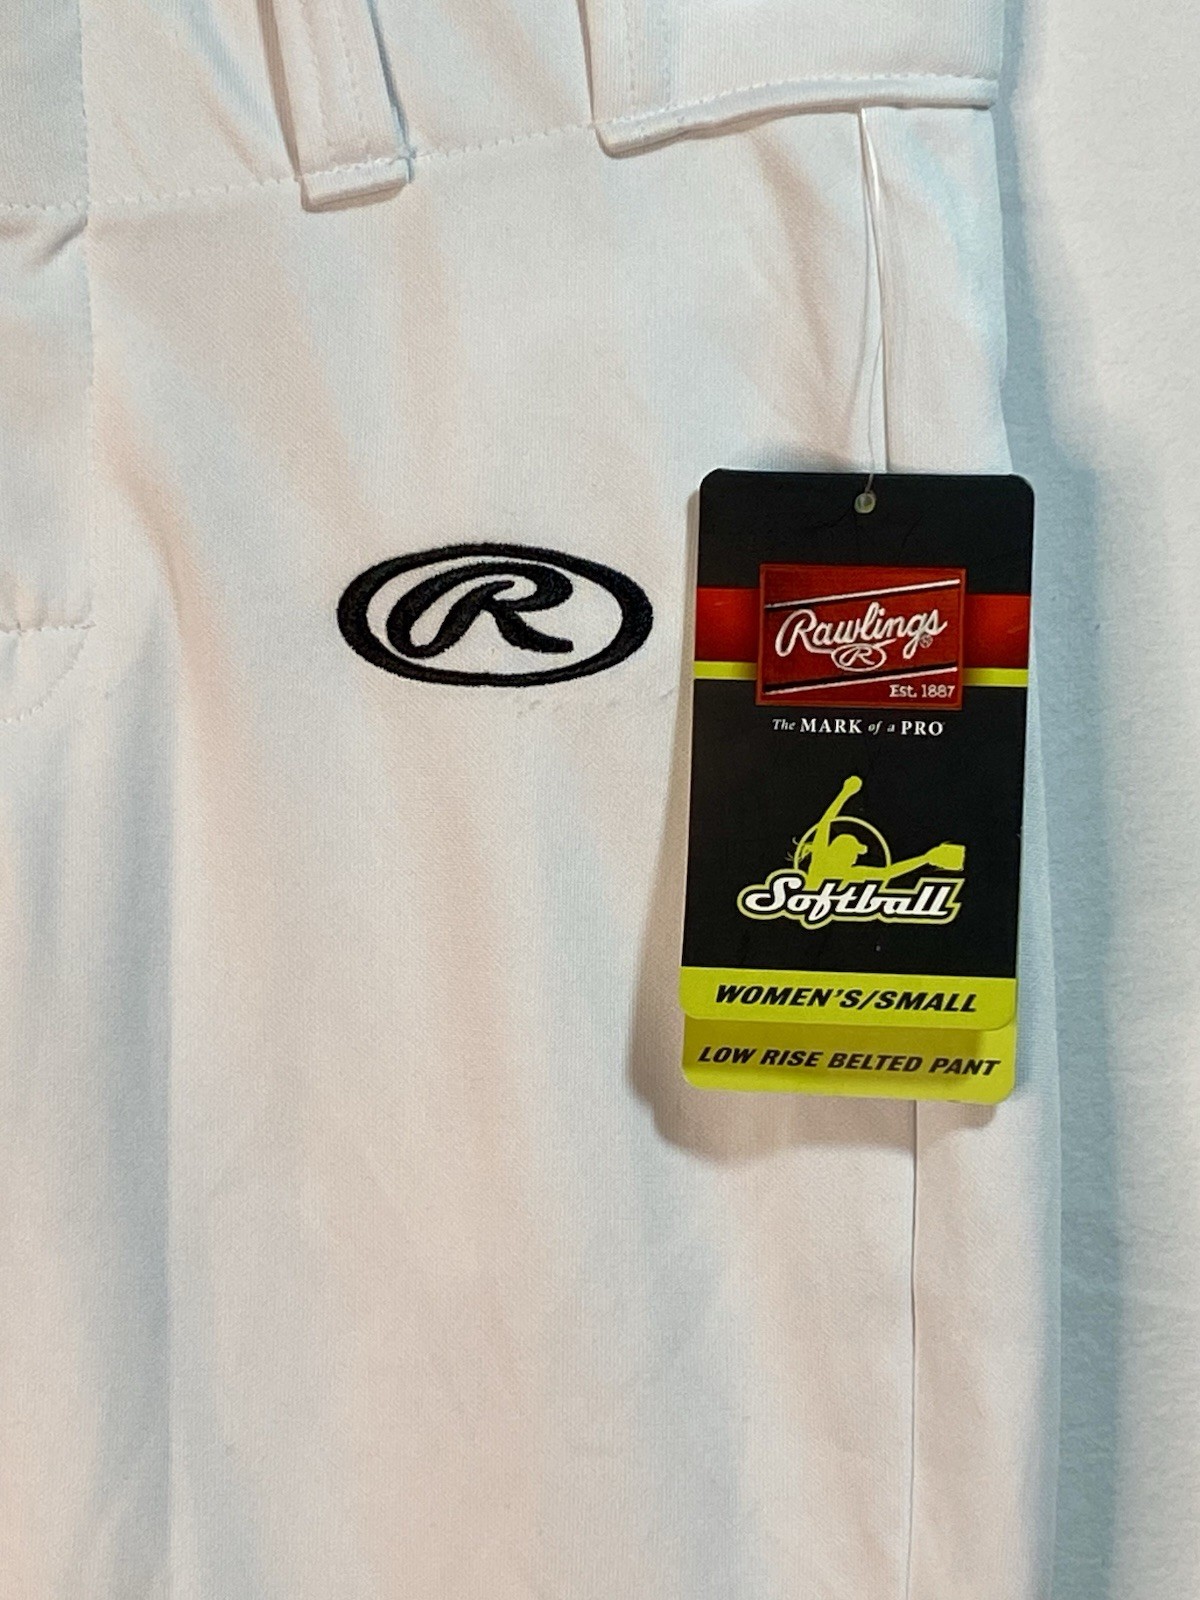 R
Rawlings®
R
Est. 1887
The MARK of a PRO
Softball
WOMEN'S/SMALL
LOW RISE BELTED PANT